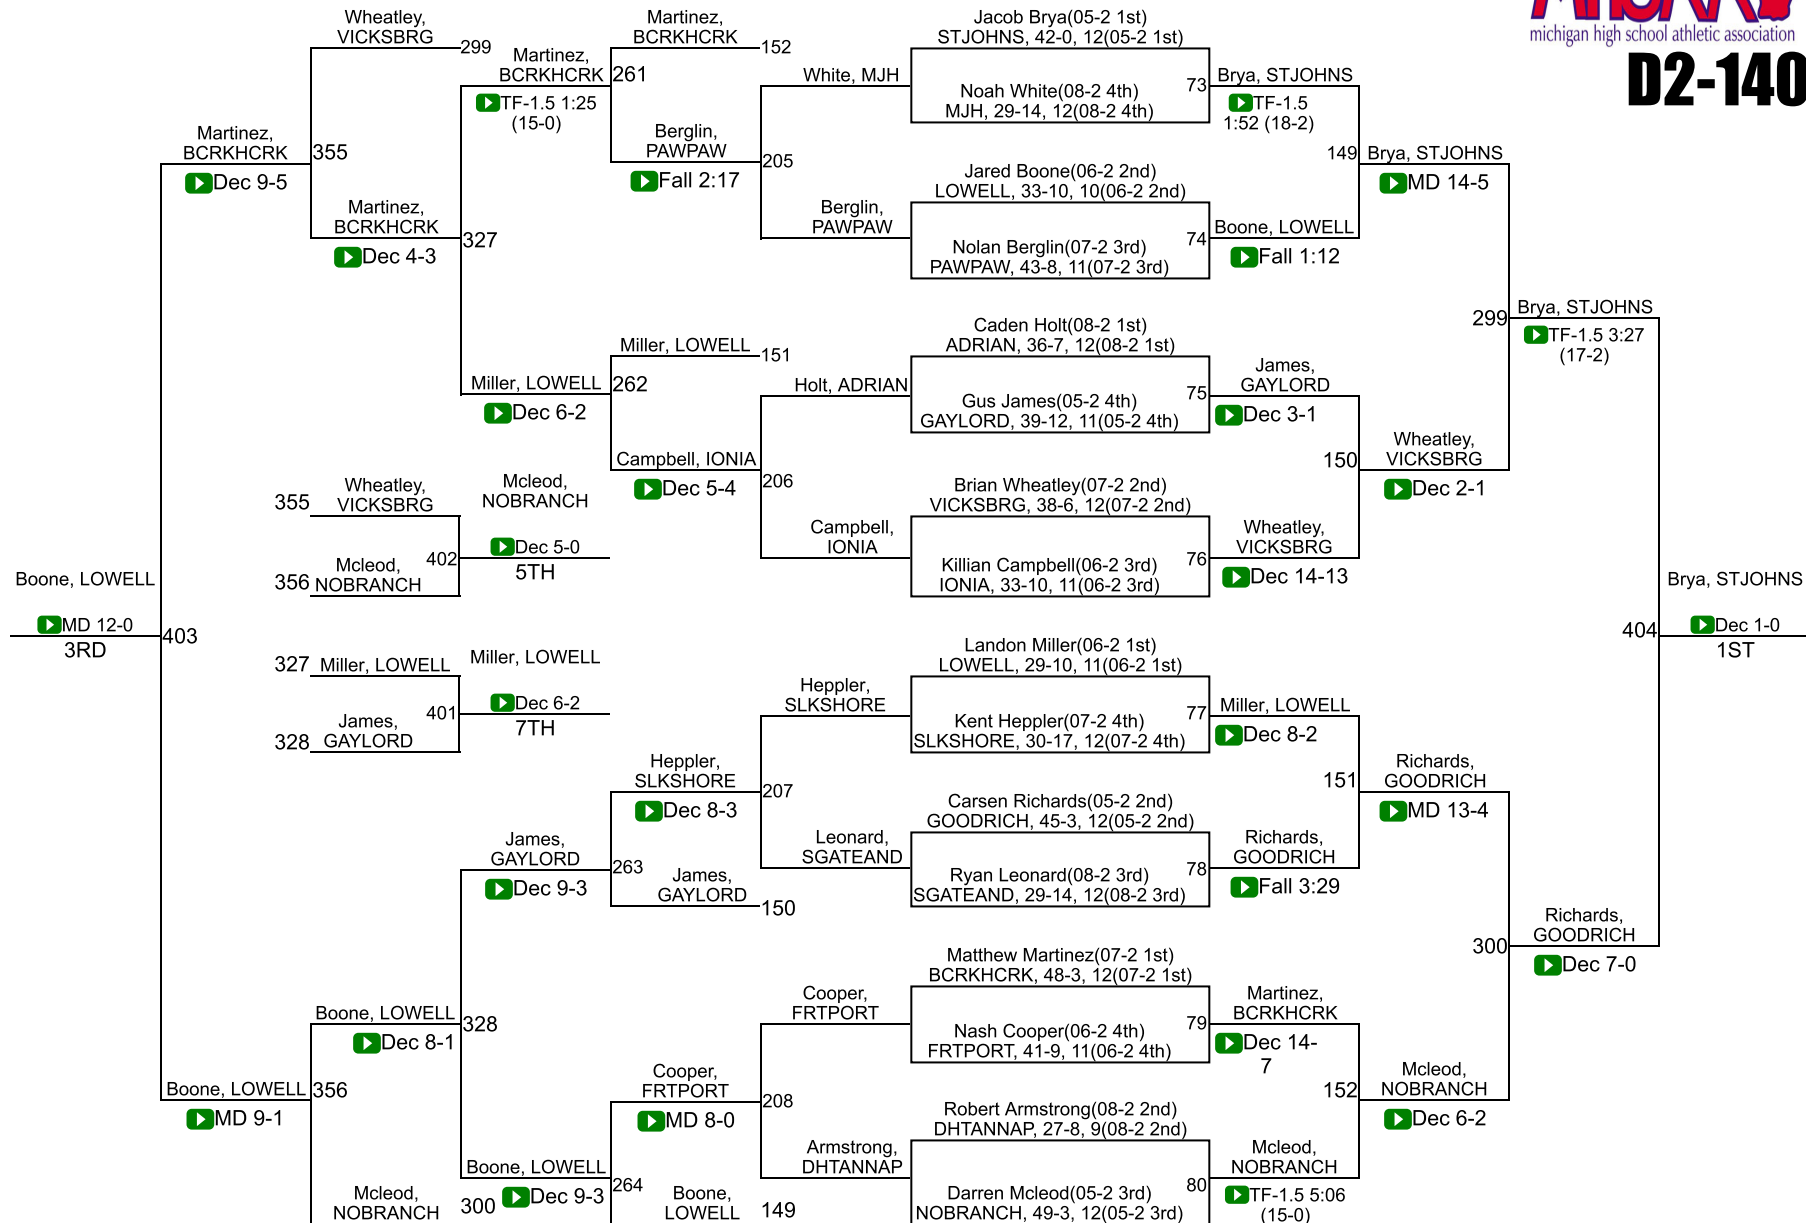 MHSAA
michigan high school athletic association
D2-140
Wheatley,
VICKSBRG
299
Martinez,
BCRKHCRK
355
Dec 9-5
Martinez,
BCRKHCRK
Dec 4-3
Martinez,
BCRKHCRK
TF-1.5 1:25
(15-0)
327
261
Martinez,
BCRKHCRK
152
Berglin,
PAWPAW
Fall 2:17
205
White, MJH
Berglin,
PAWPAW
Miller, LOWELL
Dec 6-2
262
Miller, LOWELL
151
Campbell, IONIA
Dec 5-4
206
Holt, ADRIAN
Campbell,
IONIA
355
Wheatley,
VICKSBRG
356
Mcleod,
NOBRANCH
402
Mcleod,
NOBRANCH
Dec 5-0
5TH
Boone, LOWELL
MD 12-0
3RD
403
327
Miller, LOWELL
328
James,
GAYLORD
401
Miller, LOWELL
Dec 6-2
7TH
Heppler,
SLKSHORE
Leonard,
SGATEAND
207
Heppler,
SLKSHORE
Dec 8-3
James,
GAYLORD
Dec 9-3
263
James,
GAYLORD
150
Boone, LOWELL
Dec 8-1
328
Boone, LOWELL
MD 9-1
356
Cooper,
FRTPORT
Armstrong,
DHTANNAP
208
Cooper,
FRTPORT
MD 8-0
Boone, LOWELL
Dec 9-3
264
Boone,
LOWELL
149
Mcleod,
NOBRANCH
300
Jacob Brya(05-2 1st)
STJOHNS, 42-0, 12(05-2 1st)
Noah White(08-2 4th)
MJH, 29-14, 12(08-2 4th)
73
Brya, STJOHNS
TF-1.5
1:52 (18-2)
Jared Boone(06-2 2nd)
LOWELL, 33-10, 10(06-2 2nd)
Nolan Berglin(07-2 3rd)
PAWPAW, 43-8, 11(07-2 3rd)
74
Boone, LOWELL
Fall 1:12
149
Brya, STJOHNS
MD 14-5
Caden Holt(08-2 1st)
ADRIAN, 36-7, 12(08-2 1st)
Gus James(05-2 4th)
GAYLORD, 39-12, 11(05-2 4th)
75
James,
GAYLORD
Dec 3-1
Brian Wheatley(07-2 2nd)
VICKSBRG, 38-6, 12(07-2 2nd)
Killian Campbell(06-2 3rd)
IONIA, 33-10, 11(06-2 3rd)
76
Wheatley,
VICKSBRG
Dec 14-13
150
Wheatley,
VICKSBRG
Dec 2-1
299
Brya, STJOHNS
TF-1.5 3:27
(17-2)
Landon Miller(06-2 1st)
LOWELL, 29-10, 11(06-2 1st)
Kent Heppler(07-2 4th)
SLKSHORE, 30-17, 12(07-2 4th)
77
Miller, LOWELL
Dec 8-2
Carsen Richards(05-2 2nd)
GOODRICH, 45-3, 12(05-2 2nd)
Ryan Leonard(08-2 3rd)
SGATEAND, 29-14, 12(08-2 3rd)
78
Richards,
GOODRICH
Fall 3:29
151
Richards,
GOODRICH
MD 13-4
Matthew Martinez(07-2 1st)
BCRKHCRK, 48-3, 12(07-2 1st)
Nash Cooper(06-2 4th)
FRTPORT, 41-9, 11(06-2 4th)
79
Martinez,
BCRKHCRK
Dec 14-
7
Robert Armstrong(08-2 2nd)
DHTANNAP, 27-8, 9(08-2 2nd)
Darren Mcleod(05-2 3rd)
NOBRANCH, 49-3, 12(05-2 3rd)
80
Mcleod,
NOBRANCH
TF-1.5 5:06
(15-0)
152
Mcleod,
NOBRANCH
Dec 6-2
300
Richards,
GOODRICH
Dec 7-0
404
Brya, STJOHNS
Dec 1-0
1ST